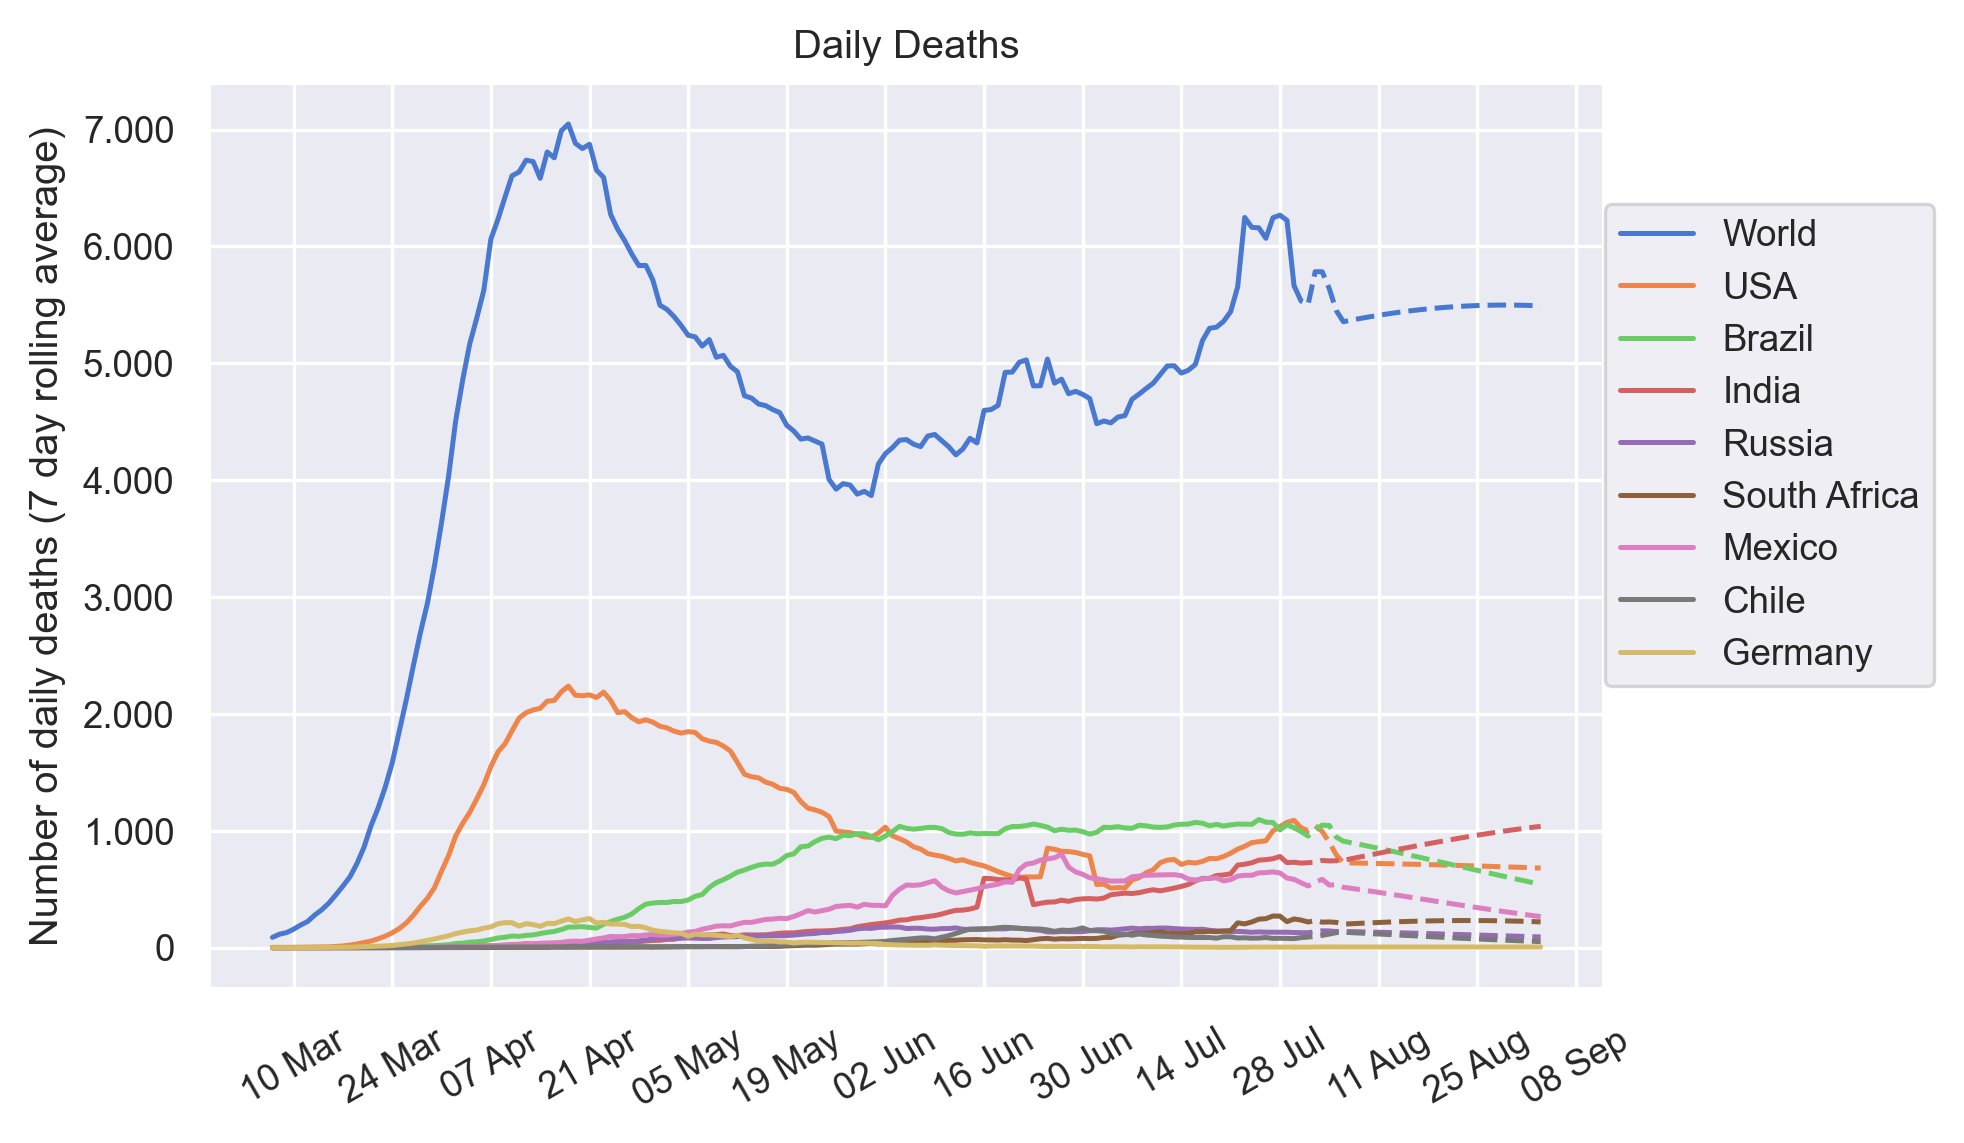 Daily Deaths
Number of daily deaths (7 day rolling average)
7.000
6.000
5.000
4.000
3.000
2.000
1.000
0
10 Mar
24 Mar
07 Apr
21 Apr
05 May
19 May
02 Jun
16 Jun
30 Jun
14 Jul
28 Jul
11 Aug
25 Aug
08 Sep
World
USA
Brazil
India
Russia
South Africa
Mexico
Chile
Germany